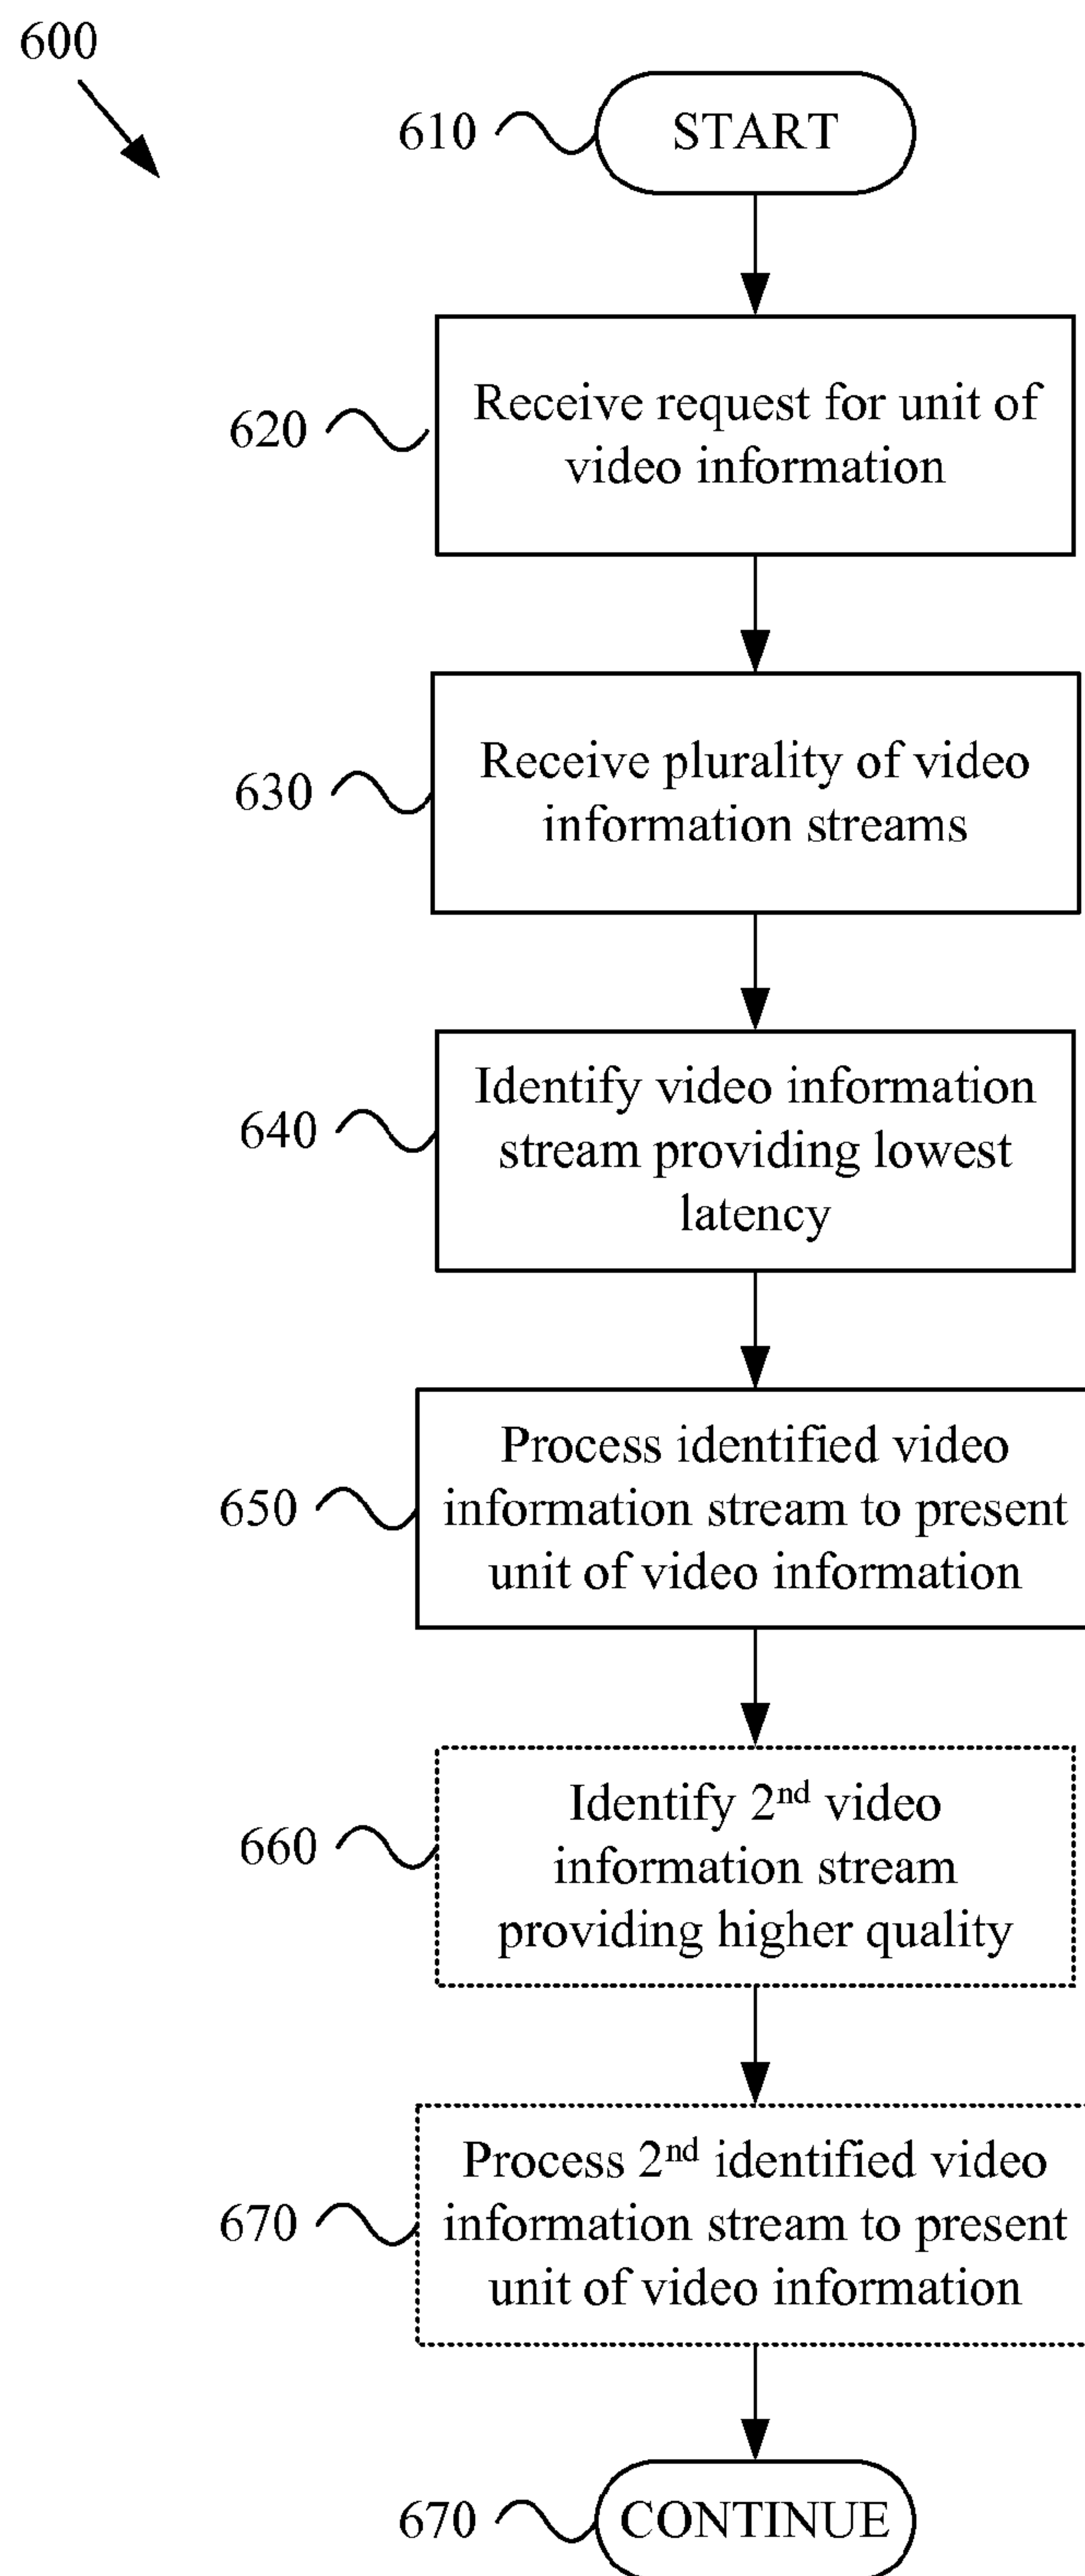 600
610
START
620
Receive request for unit of
video information
630
Receive plurality of video
information streams
640
Identify video information
stream providing lowest
latency
650
Process identified video
information stream to present
unit of video information
660
Identify 2nd video
information stream
providing higher quality
670
Process 2nd identified video
information stream to present
unit of video information
670
CONTINUE